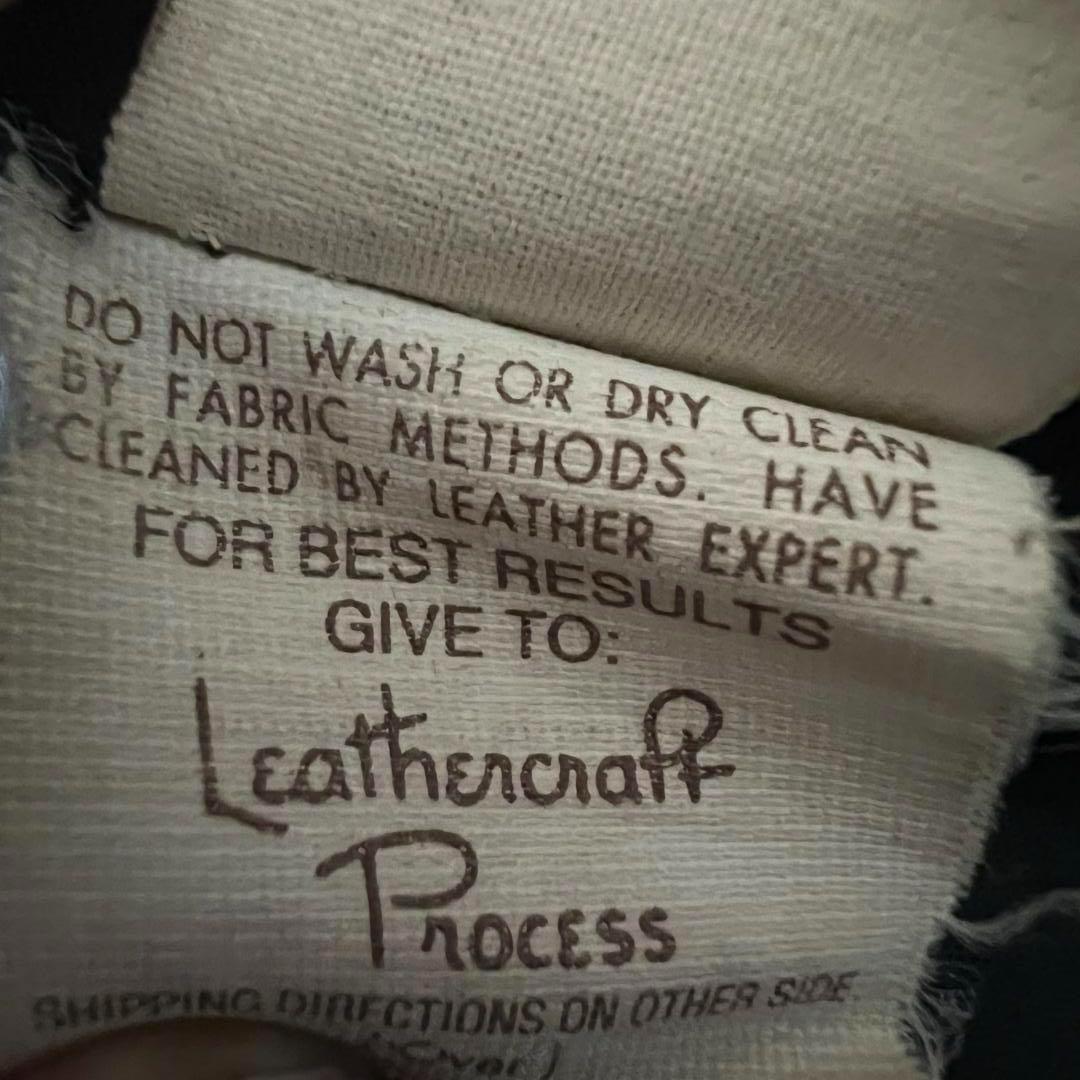 DO NOT WASH OR DRY CLEAN
BY FABRIC METHODS. HAVE
CLEANED BY LEATHER EXPERT.
FOR BEST RESULTS
GIVE TO:
Leathercraft
Process
SHIPPING DIRECTIONS ON OTHER SIDE